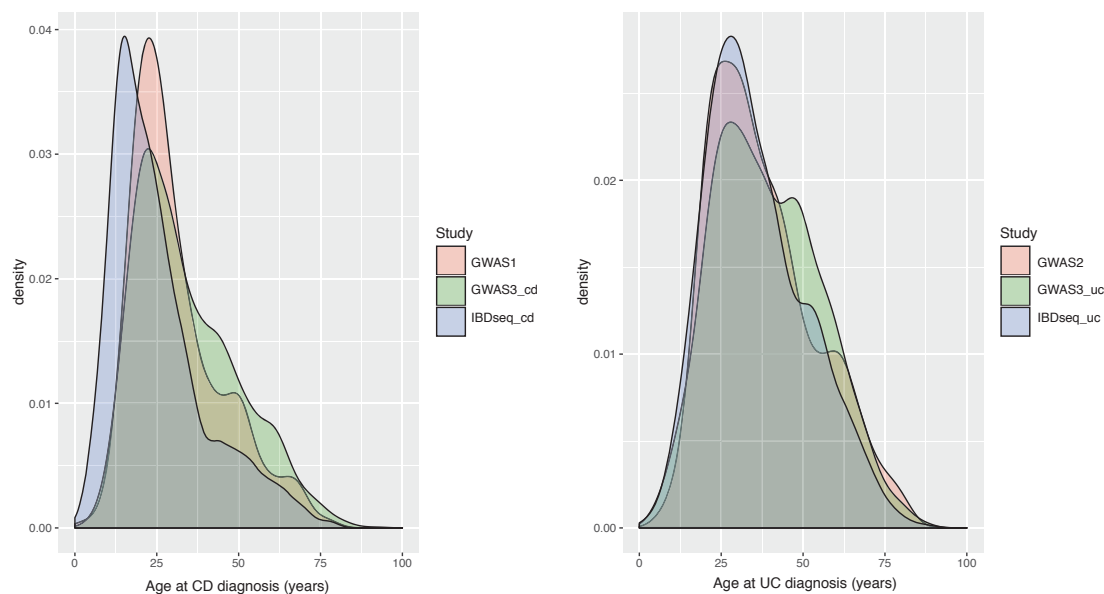 0.04
0.03
0.02
0.01
0.00
density
0
25
50
75
100
Age at CD diagnosis (years)
Study
GWAS1
GWAS3_cd
IBDseq_cd
0.02
0.01
0.00
density
0
25
50
75
100
Age at UC diagnosis (years)
Study
GWAS2
GWAS3_uc
IBDseq_uc